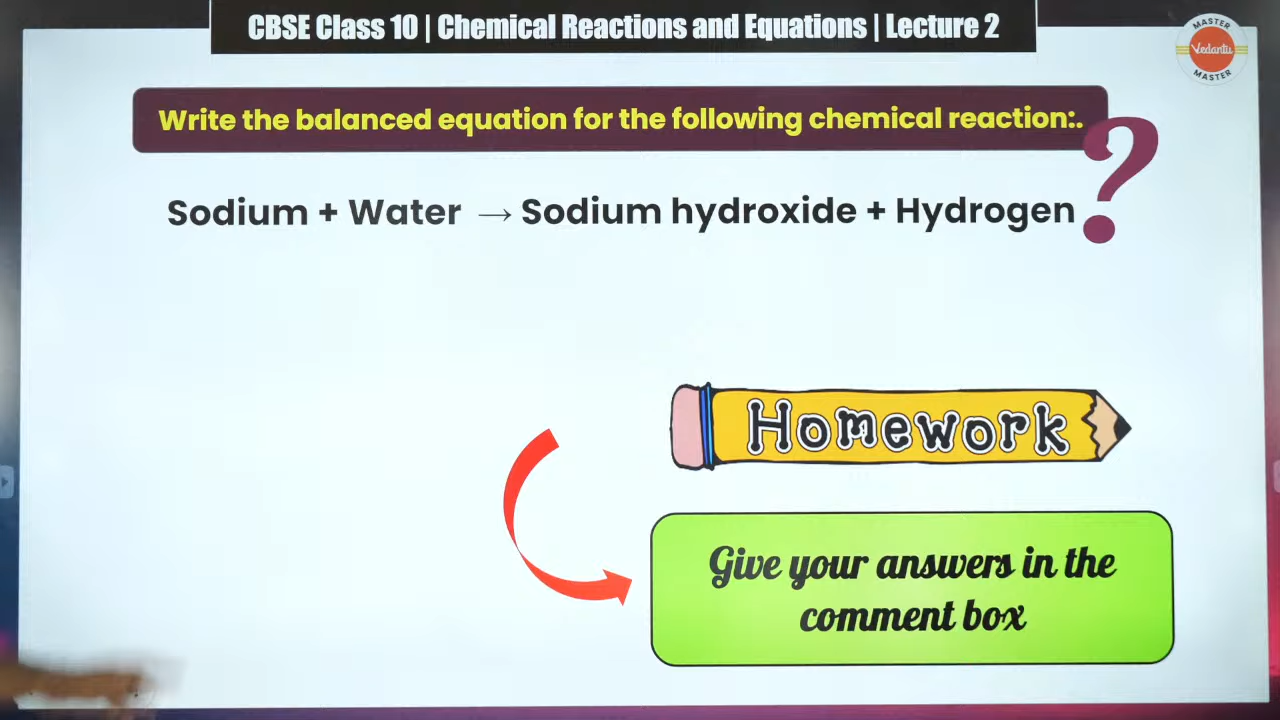 CBSE Class 10 | Chemical Reactions and Equations | Lecture 2
MASTER
Vedantu
MASTER
Write the balanced equation for the following chemical reaction:.
Sodium + Water → Sodium hydroxide + Hydrogen
?
Homework
Give your answers in the
comment box